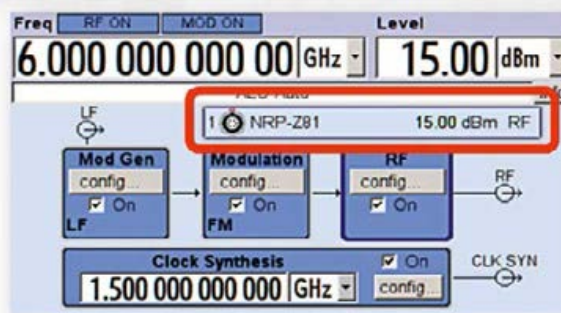 Freq RF ON MOD ON Level
6.000 000 000 00 GHz 15.00 dBm
1 NRP-Z81 15.00 dBm RF
LF
Mod Gen Modulation RF
config... config... config...
On On On
RF
LF FM
Clock Synthesis On CLK SYN
1.500 000 000 000 GHz config...